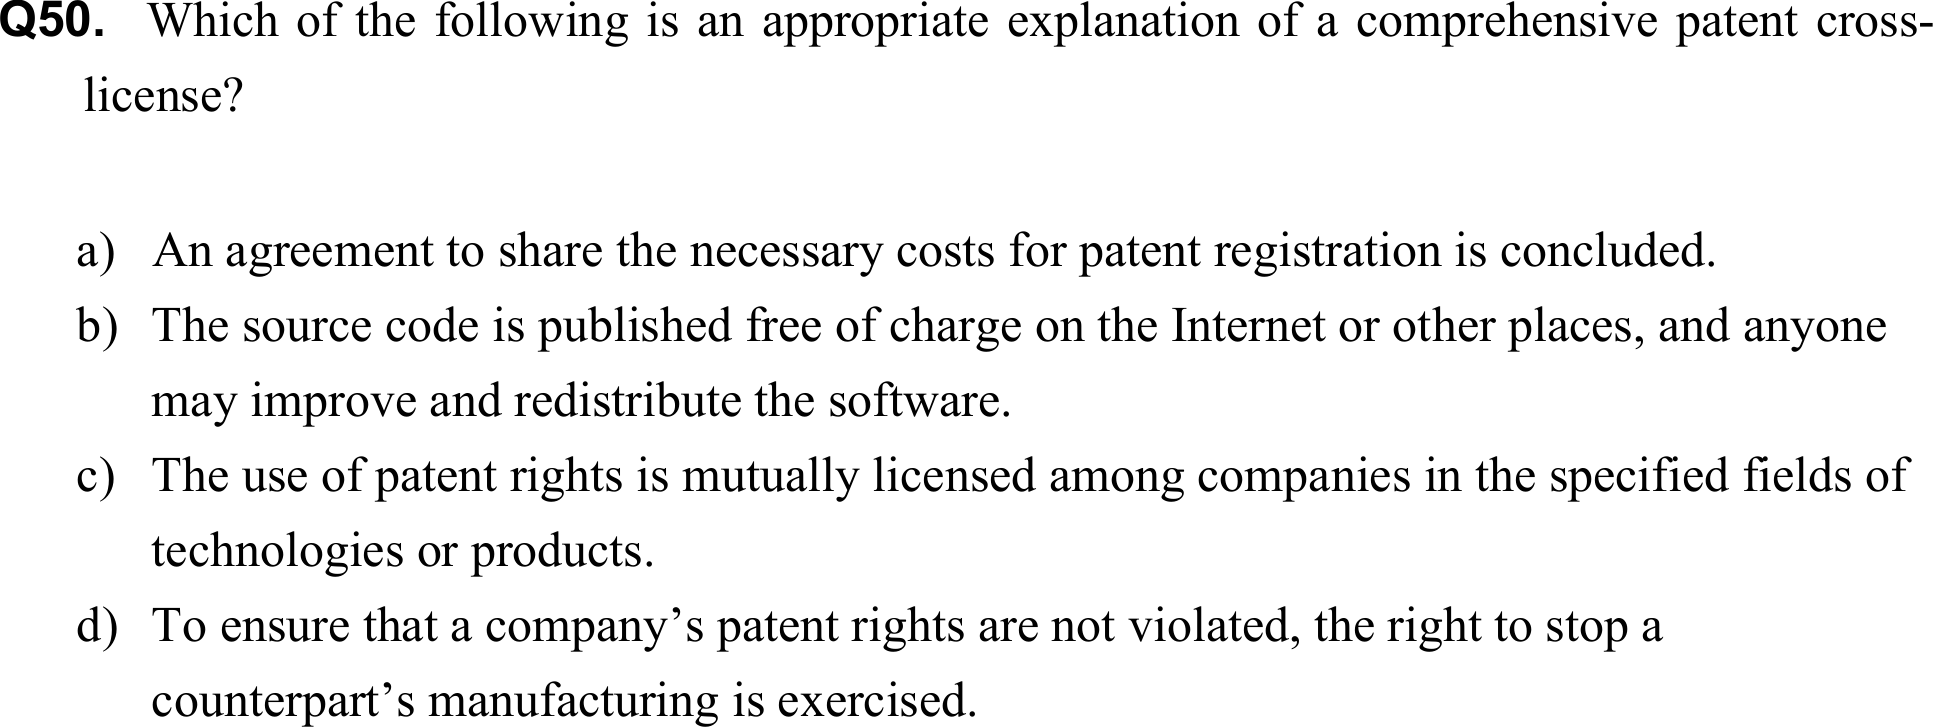 Q50. Which of the following is an appropriate explanation of a comprehensive patent cross-
license?
a) An agreement to share the necessary costs for patent registration is concluded.
b) The source code is published free of charge on the Internet or other places, and anyone
may improve and redistribute the software.
c) The use of patent rights is mutually licensed among companies in the specified fields of
technologies or products.
d) To ensure that a company’s patent rights are not violated, the right to stop a
counterpart’s manufacturing is exercised.